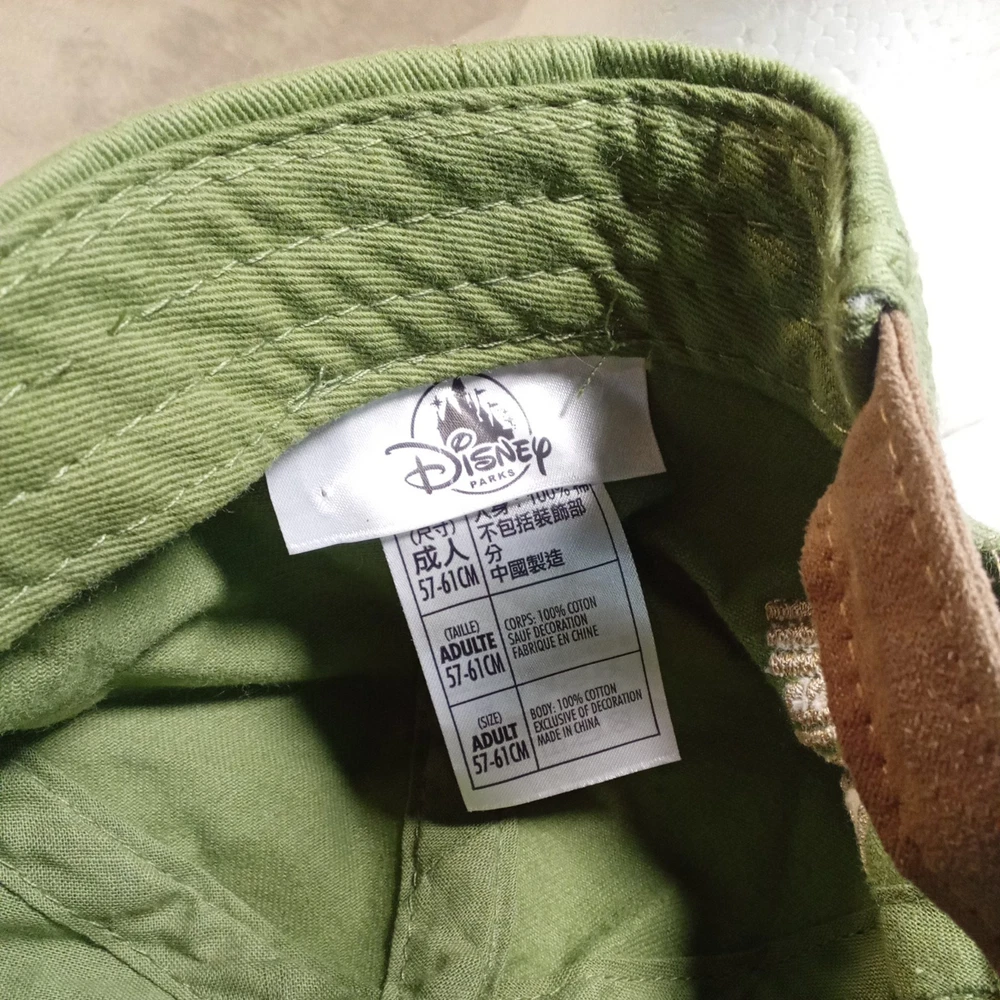 Disney
PARKS
(尺寸)
成人
57-61CM
不包括裝飾部
分
中國製造
(TAILLE)
ADULTE
57-61CM
CORPS: 100% COTON
SAUF DECORATION
FABRIQUE EN CHINE
(SIZE)
ADULT
57-61CM
BODY: 100% COTTON
EXCLUSIVE OF DECORATION
MADE IN CHINA